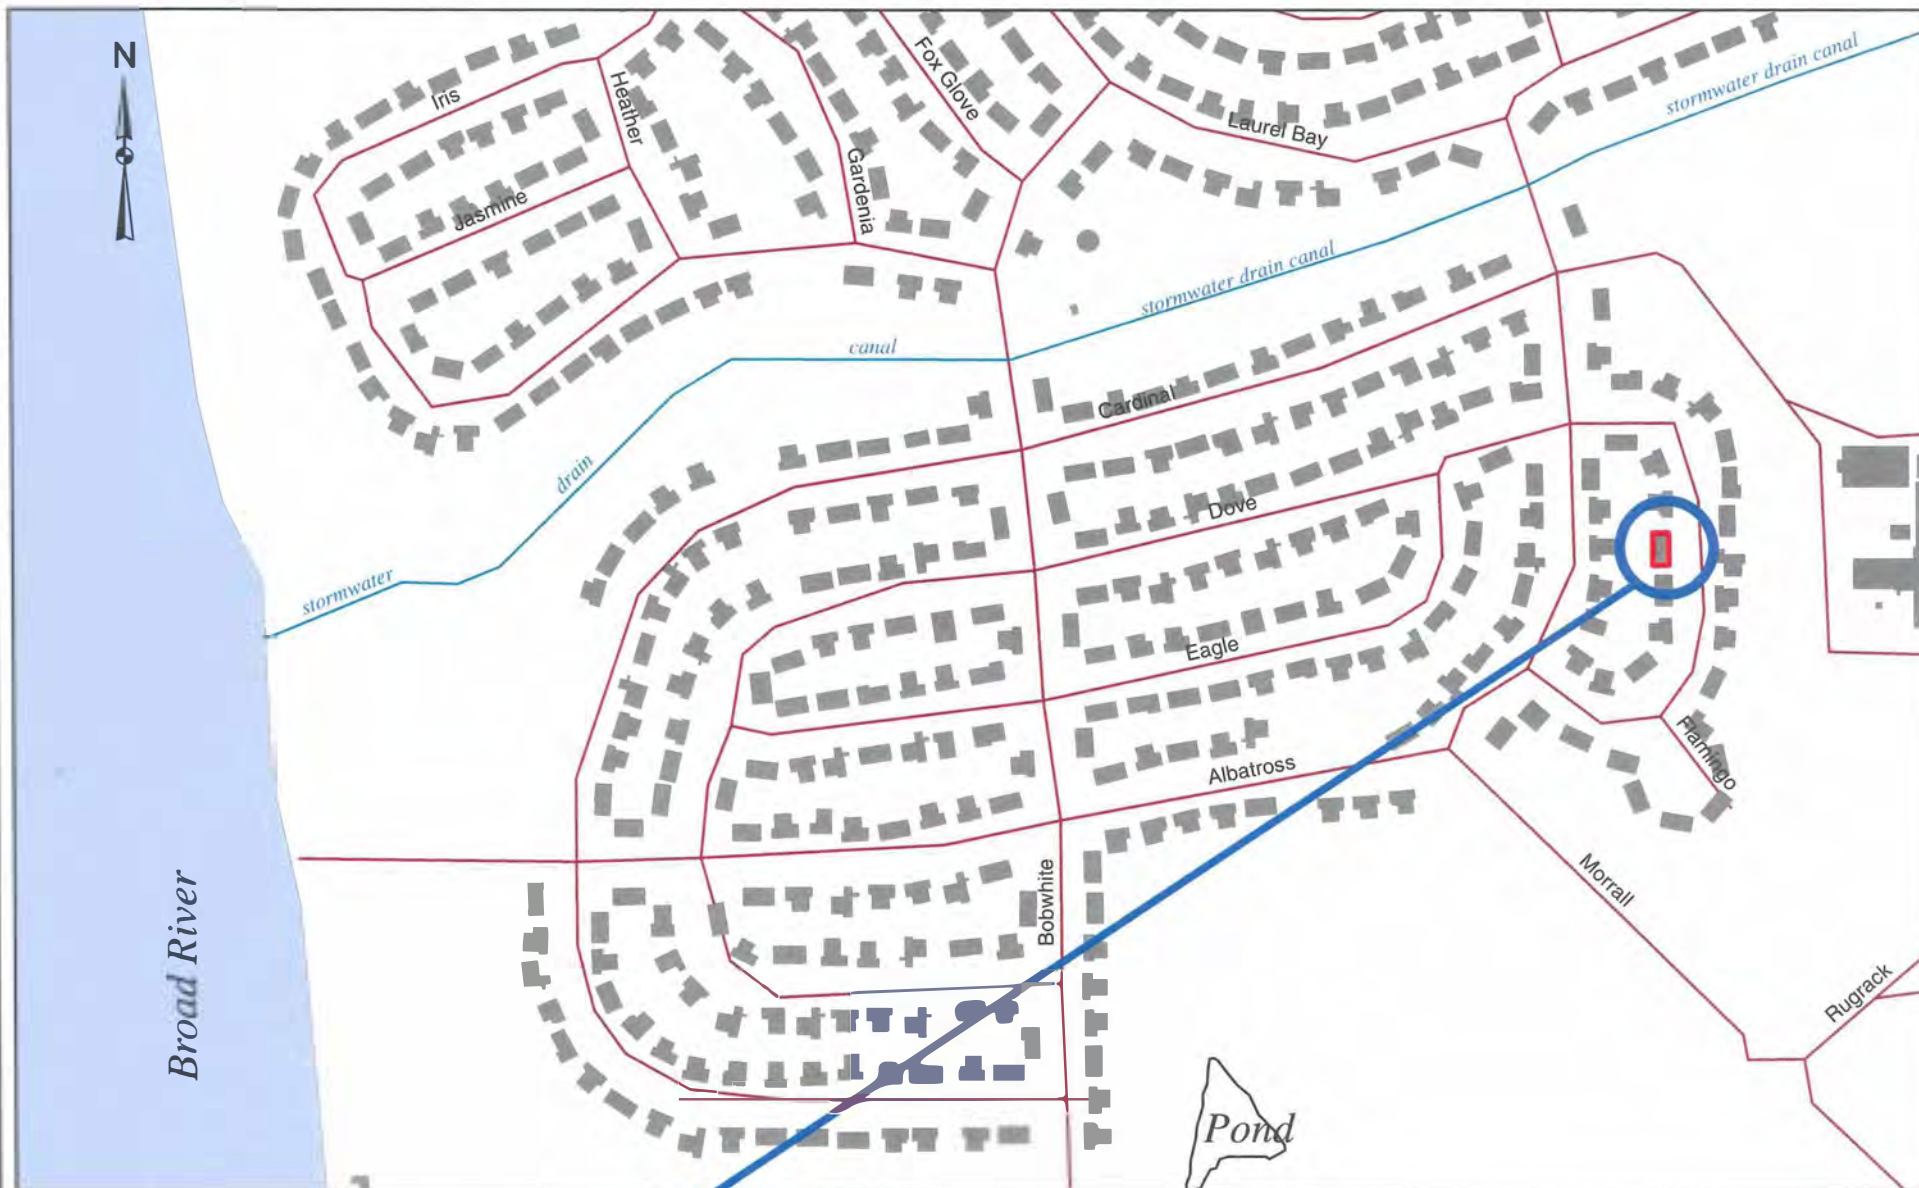 N
Iris
Heather
Fox Glove
Laurel Bay
stormwater drain canal
Gardenia
Jasmine
stormwater drain canal
canal
Cardinal
drain
Dove
stormwater
Eagle
Albatross
Flamingo
Bobwhite
Morrall
Broad River
Rugrack
Pond